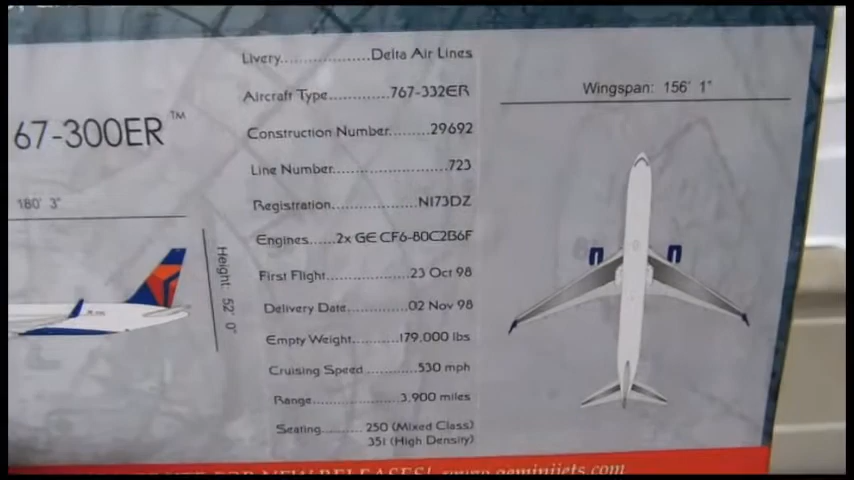 67-300ER™
180' 3"
Height: 52' 0"
Livery..................Delta Air Lines
Aircraft Type............767-332ER
Construction Number........29692
Line Number......................723
Registration.................N173DZ
Engines......2x GE CF6-80C2B6F
First Flight......................23 Oct 98
Delivery Date..............02 Nov 98
Empty Weight..........179,000 lbs
Cruising Speed............530 mph
Range.......................3,900 miles
Seating...........250 (Mixed Class)
351 (High Density)
Wingspan: 156' 1"
FOR NEW RELEASES! www.geminijets.com